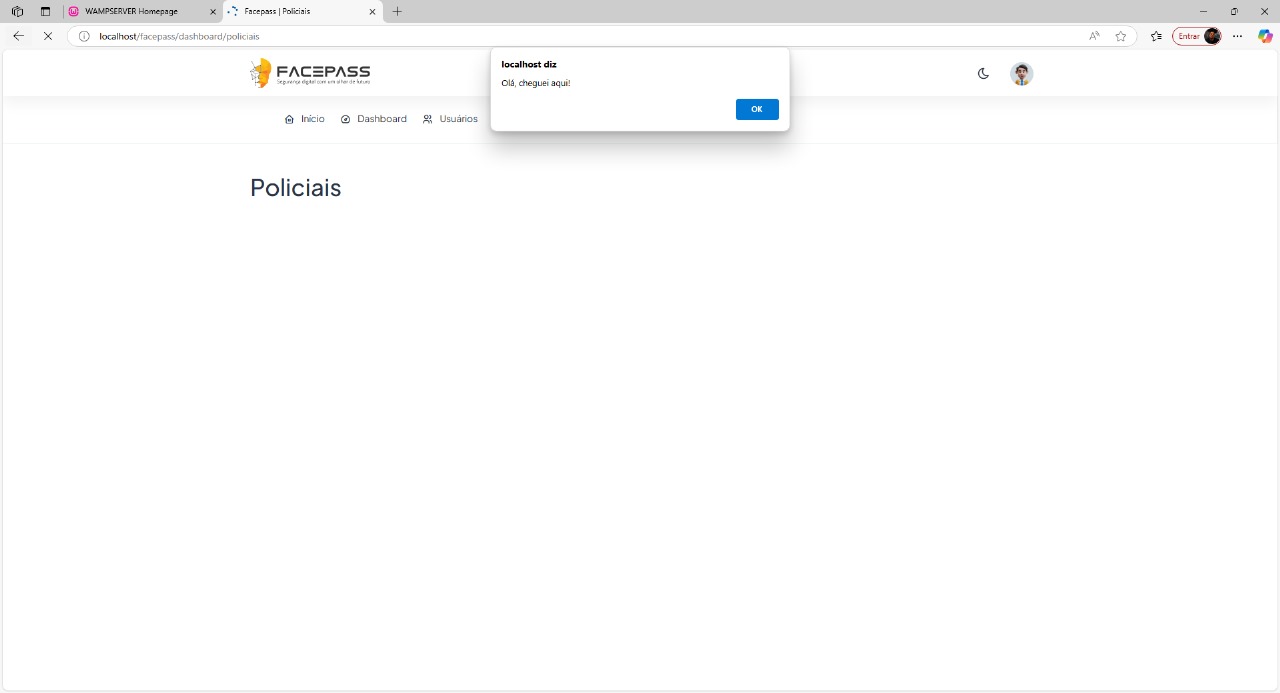 WAMPSERVER Homepage
Facepass | Policiais
localhost/facepass/dashboard/policiais
Entrar
FACEPASS
Segurança digital com um olhar de futuro
localhost diz
Olá, cheguei aqui!
OK
Início
Dashboard
Usuários
Policiais